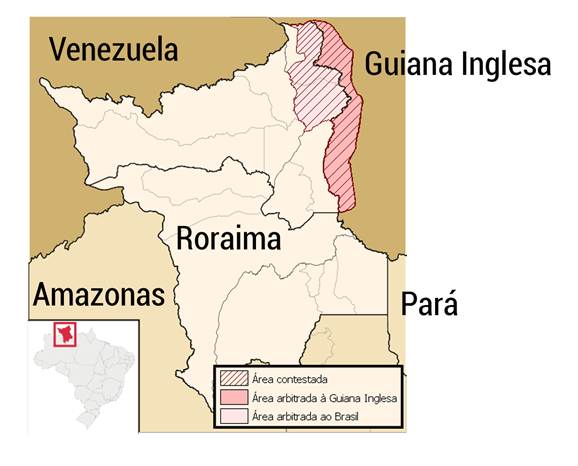 Venezuela
Guiana Inglesa
Roraima
Amazonas
Pará
Área contestada
Área arbitrada à Guiana Inglesa
Área arbitrada ao Brasil